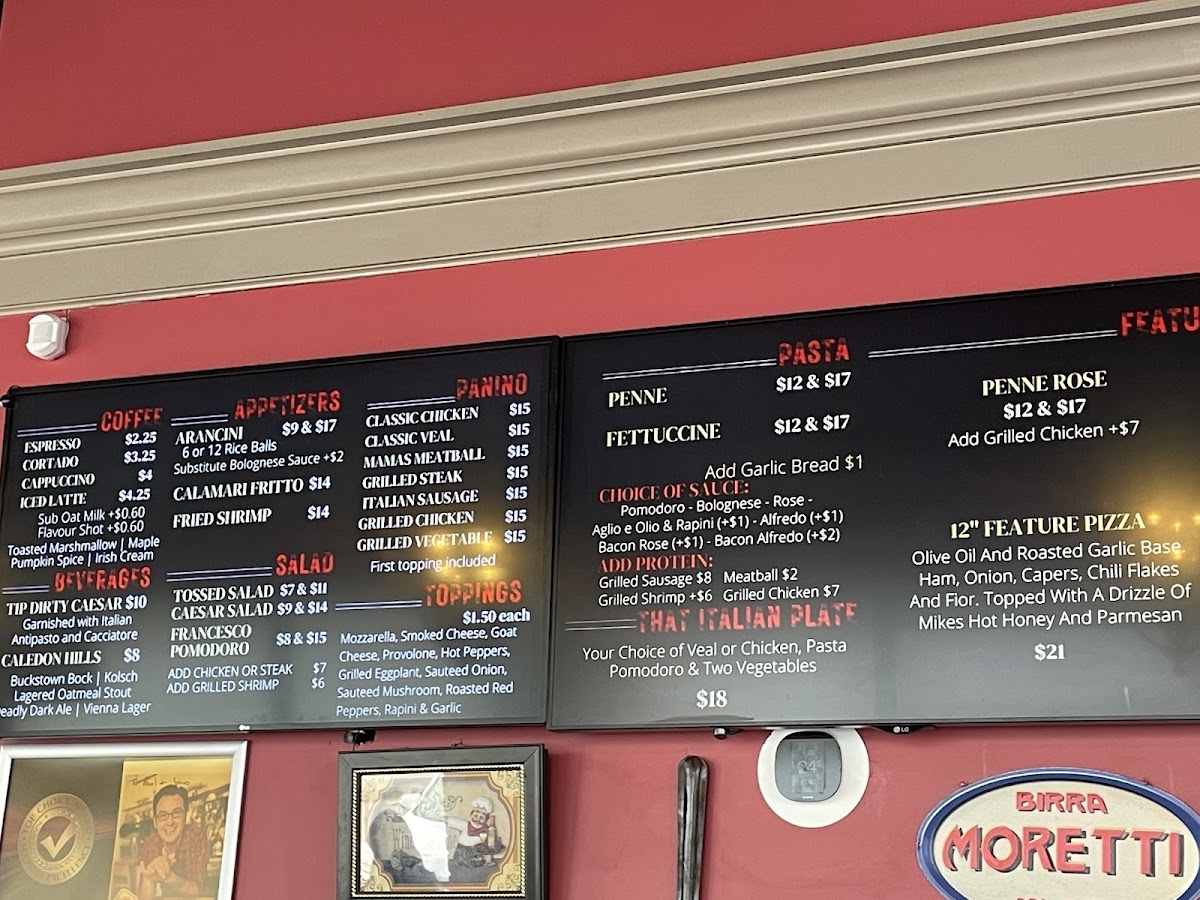 COFFEE
ESPRESSO $2.25
CORTADO $3.25
CAPPUCCINO $4
ICED LATTE $4.25
Sub Oat Milk +$0.60
Flavour Shot +$0.60
Toasted Marshmallow | Maple
Pumpkin Spice | Irish Cream
BEVERAGES
TIP DIRTY CAESAR $10
Garnished with Italian
Antipasto and Cacciatore
CALEDON HILLS $8
Buckstown Bock | Kolsch
Lagered Oatmeal Stout
eadly Dark Ale | Vienna Lager
APPETIZERS
ARANCINI $9 & $17
6 or 12 Rice Balls
Substitute Bolognese Sauce +$2
CALAMARI FRITTO $14
FRIED SHRIMP $14
SALAD
TOSSED SALAD $7 & $11
CAESAR SALAD $9 & $14
FRANCESCO
POMODORO $8 & $15
ADD CHICKEN OR STEAK $7
ADD GRILLED SHRIMP $6
PANINO
CLASSIC CHICKEN $15
CLASSIC VEAL $15
MAMAS MEATBALL $15
GRILLED STEAK $15
ITALIAN SAUSAGE $15
GRILLED CHICKEN $15
GRILLED VEGETABLE $15
First topping included
TOPPINGS
$1.50 each
Mozzarella, Smoked Cheese, Goat
Cheese, Provolone, Hot Peppers,
Grilled Eggplant, Sauteed Onion,
Sauteed Mushroom, Roasted Red
Peppers, Rapini & Garlic
LG
PASTA
PENNE $12 & $17
FETTUCCINE $12 & $17
Add Garlic Bread $1
CHOICE OF SAUCE:
Pomodoro - Bolognese - Rose -
Aglio e Olio & Rapini (+$1) - Alfredo (+$1)
Bacon Rose (+$1) - Bacon Alfredo (+$2)
ADD PROTEIN:
Grilled Sausage $8 Meatball $2
Grilled Shrimp +$6 Grilled Chicken $7
THAT ITALIAN PLATE
Your Choice of Veal or Chicken, Pasta
Pomodoro & Two Vegetables
$18
FEATU
PENNE ROSE
$12 & $17
Add Grilled Chicken +$7
12" FEATURE PIZZA
Olive Oil And Roasted Garlic Base.
Ham, Onion, Capers, Chili Flakes
And Fior. Topped With A Drizzle Of
Mikes Hot Honey And Parmesan
$21
LG
24
BIRRA
MORETTI